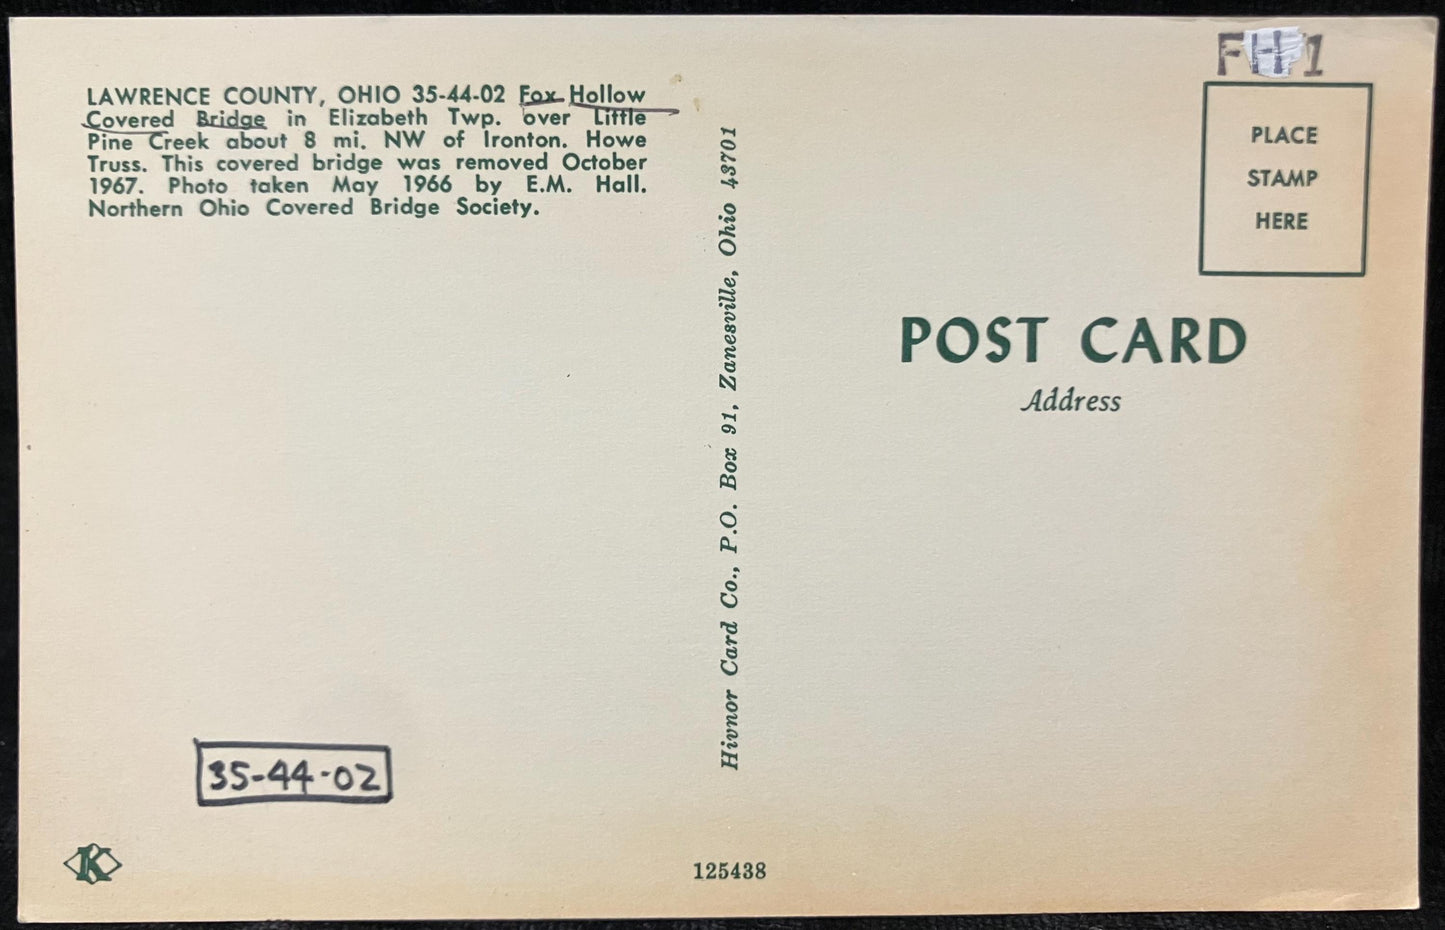 FH1
LAWRENCE COUNTY, OHIO 35-44-02 Fox Hollow
Covered Bridge in Elizabeth Twp. over Little
Pine Creek about 8 mi. NW of Ironton. Howe
Truss. This covered bridge was removed October
1967. Photo taken May 1966 by E.M. Hall.
Northern Ohio Covered Bridge Society.
Hivnor Card Co., P.O. Box 91, Zanesville, Ohio 43701
PLACE
STAMP
HERE
POST CARD
Address
35-44-02
K
125438